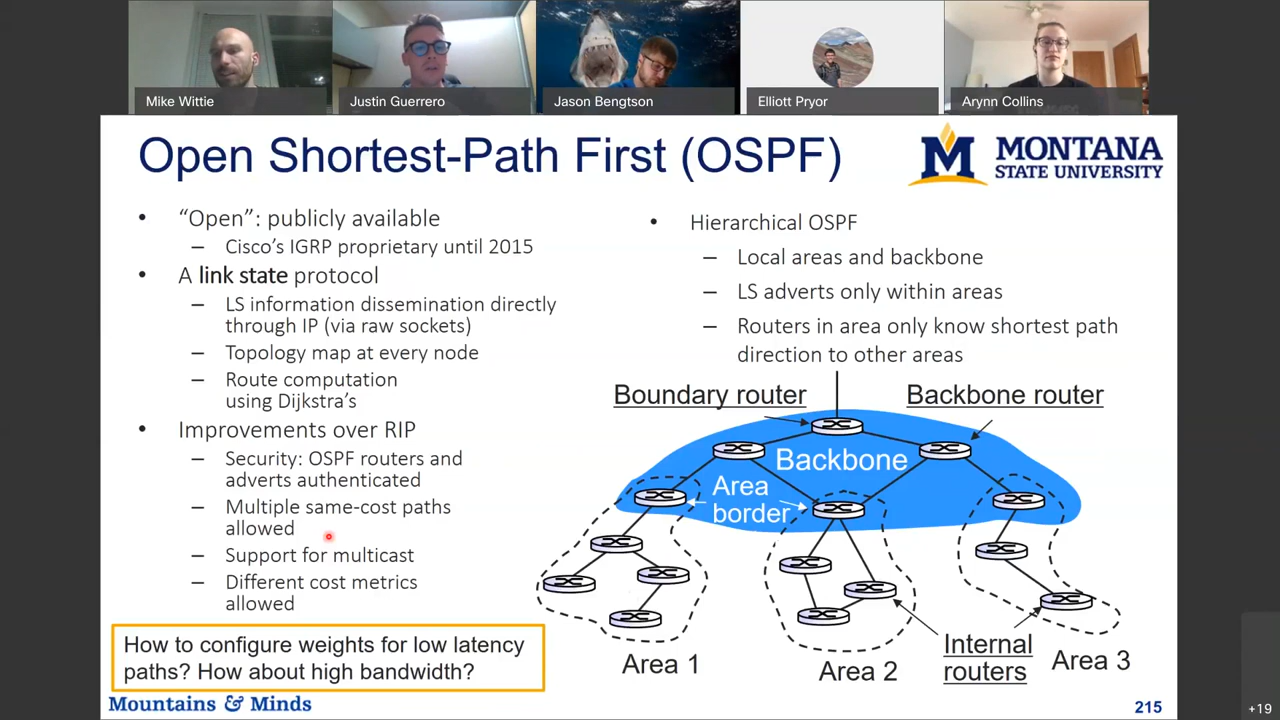 Mike Wittie
Justin Guerrero
Jason Bengtson
Elliott Pryor
Arynn Collins
Open Shortest-Path First (OSPF)
M MONTANA
STATE UNIVERSITY
• “Open”: publicly available
– Cisco’s IGRP proprietary until 2015
• A link state protocol
– LS information dissemination directly
through IP (via raw sockets)
– Topology map at every node
– Route computation
using Dijkstra’s
• Improvements over RIP
– Security: OSPF routers and
adverts authenticated
– Multiple same-cost paths
allowed
– Support for multicast
– Different cost metrics
allowed
How to configure weights for low latency
paths? How about high bandwidth?
• Hierarchical OSPF
– Local areas and backbone
– LS adverts only within areas
– Routers in area only know shortest path
direction to other areas
Boundary router
Backbone router
Backbone
Area
border
Internal
routers
Area 1
Area 2
Area 3
Mountains & Minds
215
+19